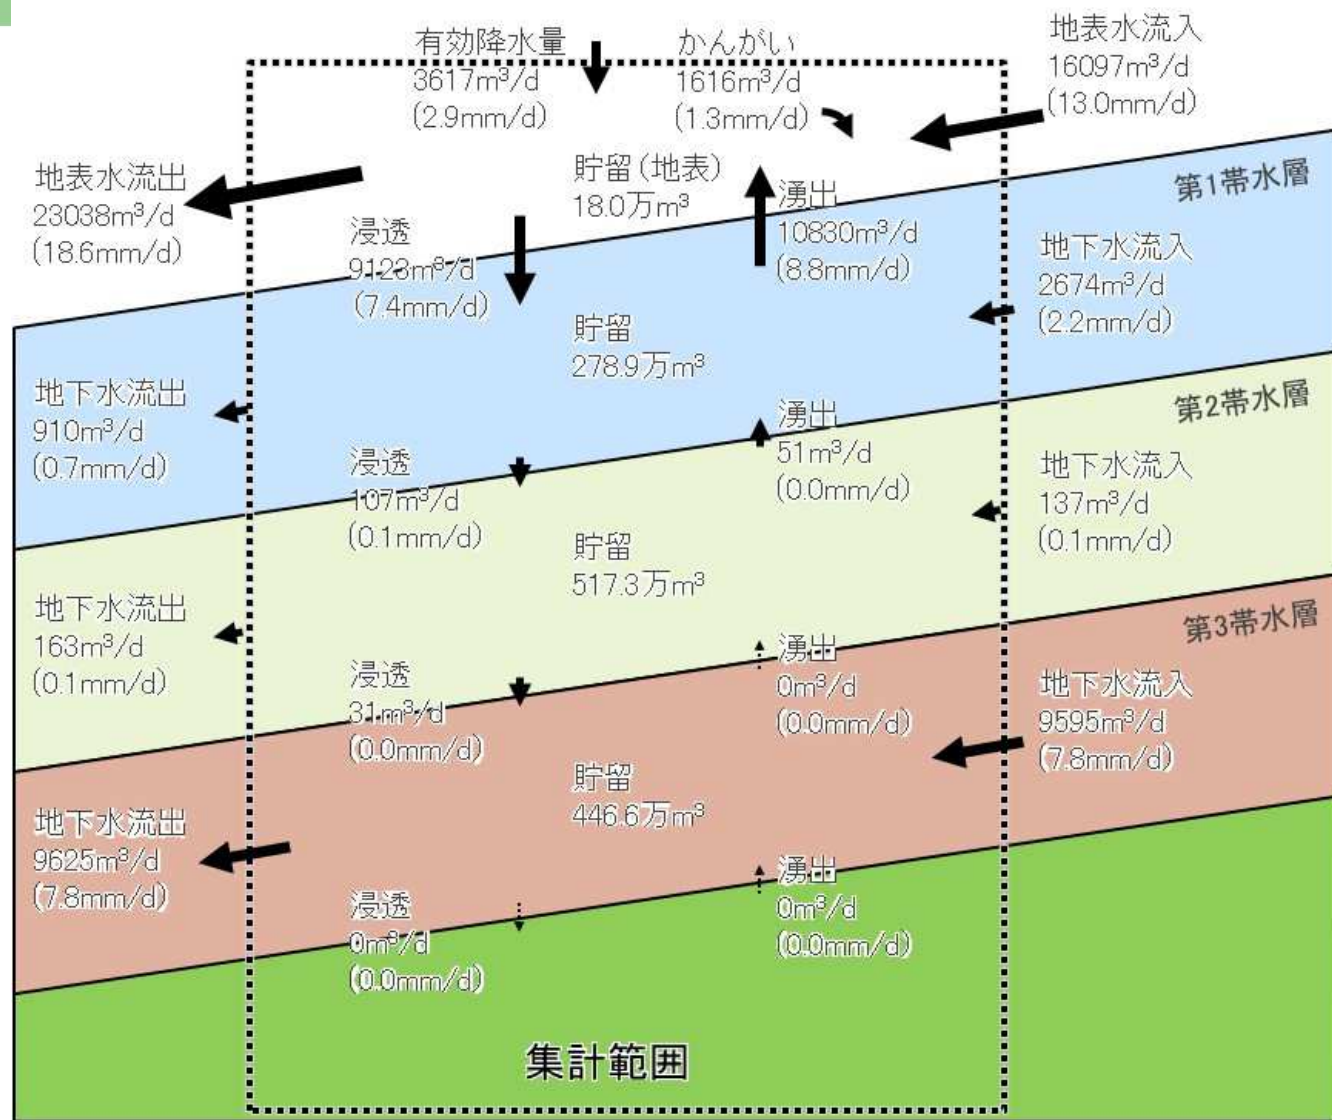 有効降水量
3617m³/d
(2.9mm/d)
かんがい
1616m³/d
(1.3mm/d)
地表水流入
16097m³/d
(13.0mm/d)
地表水流出
23038m³/d
(18.6mm/d)
貯留(地表)
18.0万m³
第1帯水層
浸透
9123m³/d
(7.4mm/d)
湧出
10830m³/d
(8.8mm/d)
地下水流入
2674m³/d
(2.2mm/d)
貯留
278.9万m³
地下水流出
910m³/d
(0.7mm/d)
第2帯水層
浸透
107m³/d
(0.1mm/d)
湧出
51m³/d
(0.0mm/d)
地下水流入
137m³/d
(0.1mm/d)
貯留
517.3万m³
地下水流出
163m³/d
(0.1mm/d)
第3帯水層
浸透
31m³/d
(0.0mm/d)
湧出
0m³/d
(0.0mm/d)
地下水流入
9595m³/d
(7.8mm/d)
貯留
446.6万m³
地下水流出
9625m³/d
(7.8mm/d)
浸透
0m³/d
(0.0mm/d)
湧出
0m³/d
(0.0mm/d)
集計範囲